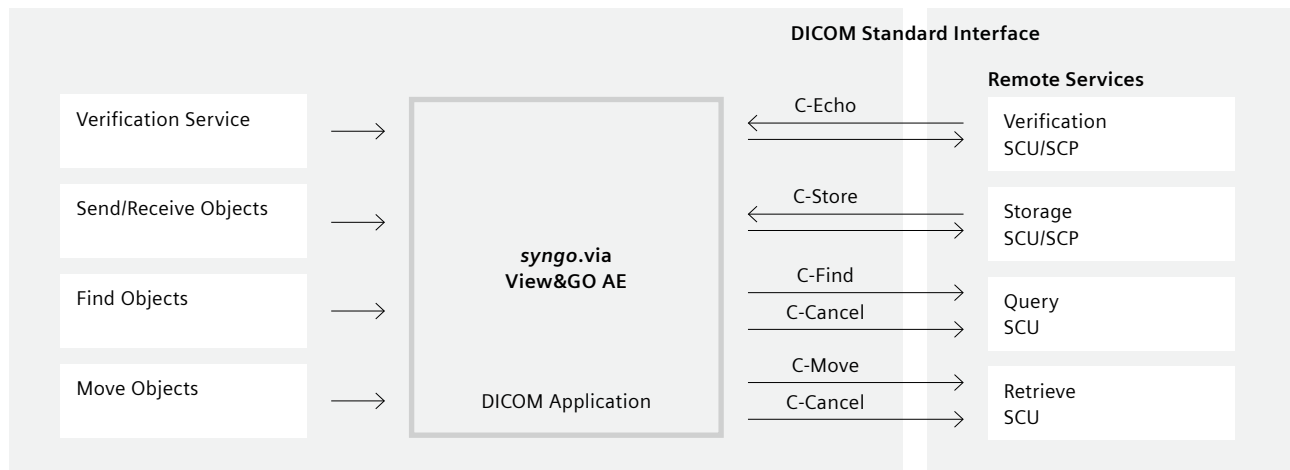 DICOM Standard Interface
Remote Services
Verification Service
C-Echo
Verification
SCU/SCP
Send/Receive Objects
C-Store
Storage
SCU/SCP
syngo.via
View&GO AE
Find Objects
C-Find
C-Cancel
Query
SCU
Move Objects
DICOM Application
C-Move
C-Cancel
Retrieve
SCU